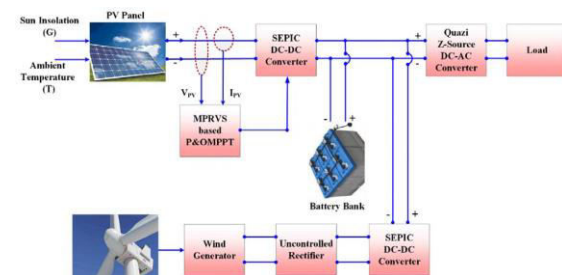 Sun Insolation
(G)
PV Panel
Ambient
Temperature
(T)
+
-
SEPIC
DC-DC
Converter
+
-
Quazi
Z-Source
DC-AC
Converter
Load
VPV
IPV
MPRVS
based
P&OMPPT
-
+
Battery Bank
-
+
Wind
Generator
Uncontrolled
Rectifier
SEPIC
DC-DC
Converter